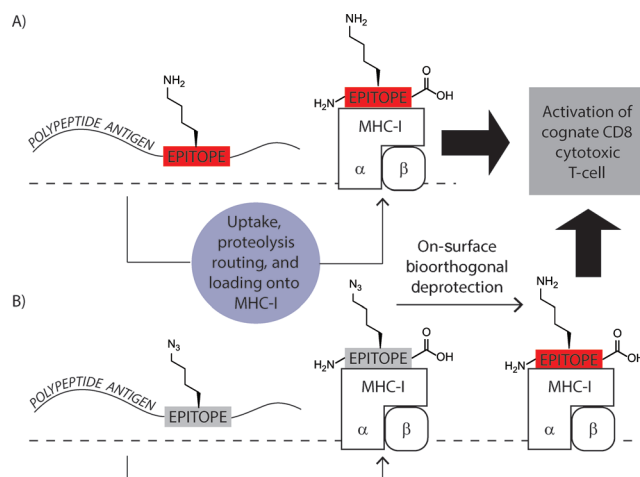 A)
NH₂
POLYPEPTIDE ANTIGEN
EPITOPE
NH₂
H₂N
EPITOPE
O
OH
MHC-I
α
β
Activation of
cognate CD8
cytotoxic
T-cell
Uptake,
proteolysis
routing, and
loading onto
MHC-I
On-surface
bioorthogonal
deprotection
B)
N₃
POLYPEPTIDE ANTIGEN
EPITOPE
N₃
H₂N
EPITOPE
O
OH
MHC-I
α
β
NH₂
H₂N
EPITOPE
O
OH
MHC-I
α
β